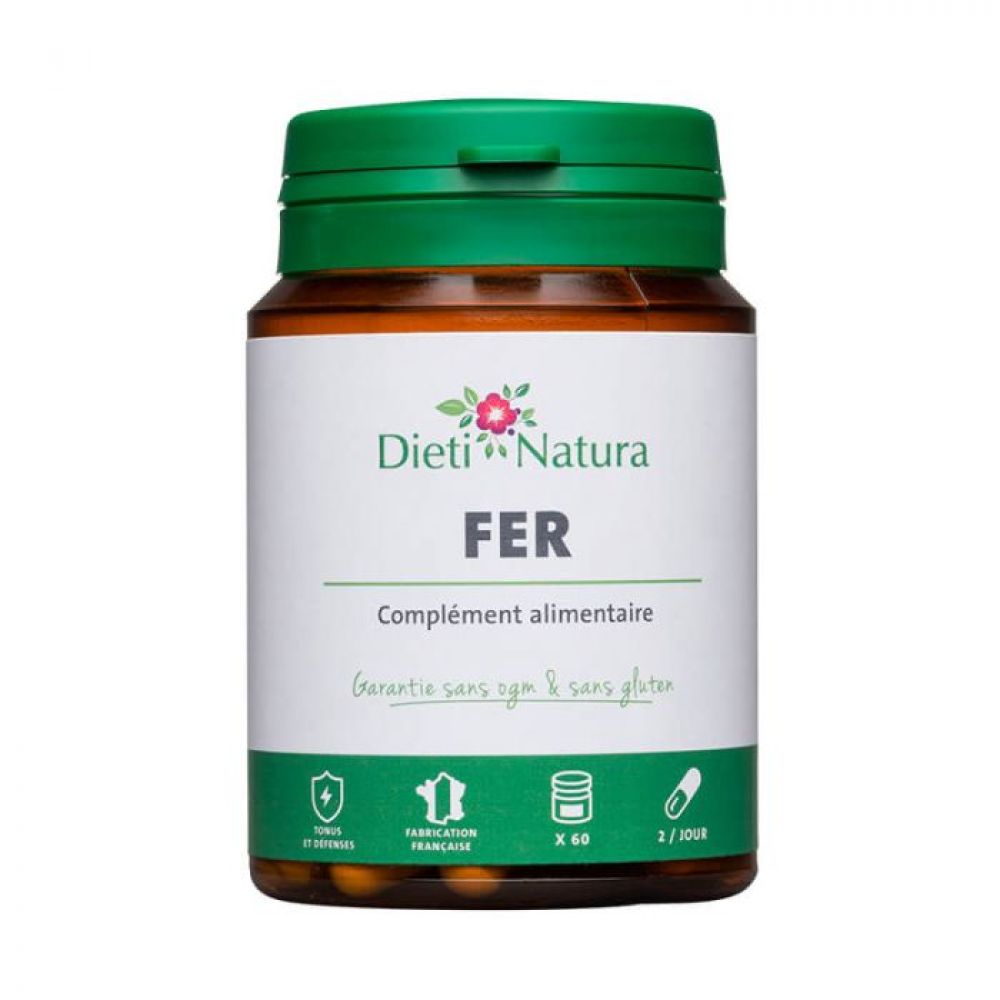 Dieti Natura
FER
Complément alimentaire
Garantie sans ogm & sans gluten
TONUS
ET DÉFENSES
FABRICATION
FRANÇAISE
X 60
2 / JOUR